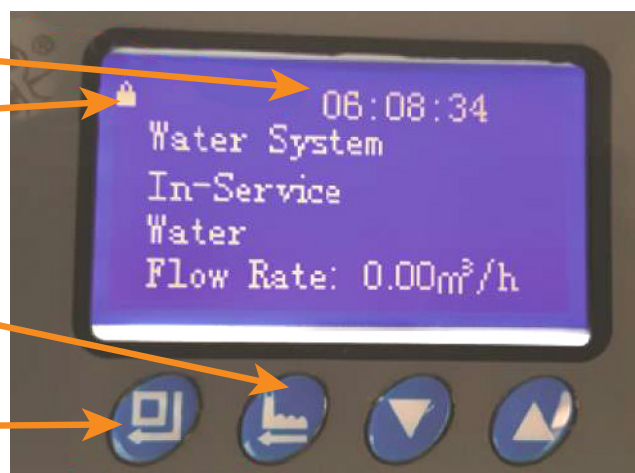 06:08:34
Water System
In-Service
Water
Flow Rate: 0.00m³/h